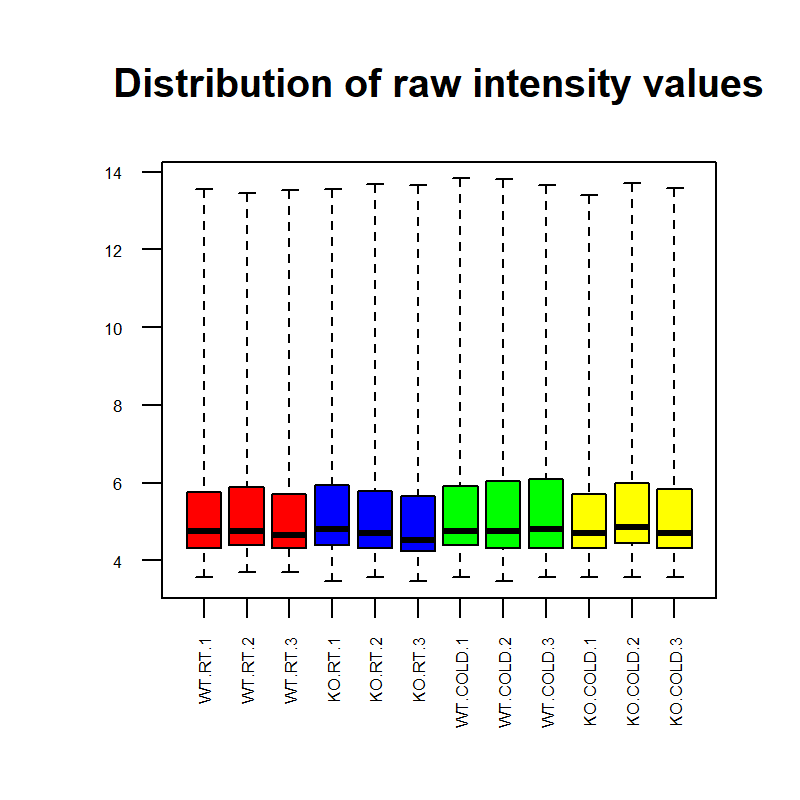 Distribution of raw intensity values
14
12
10
8
6
4
WT.RT.1
WT.RT.2
WT.RT.3
KO.RT.1
KO.RT.2
KO.RT.3
WT.COLD.1
WT.COLD.2
WT.COLD.3
KO.COLD.1
KO.COLD.2
KO.COLD.3